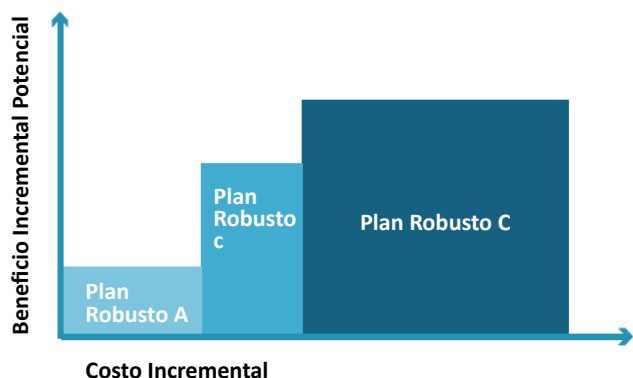 Beneficio Incremental Potencial
Plan
Robusto A
Plan
Robusto
c
Plan Robusto C
Costo Incremental